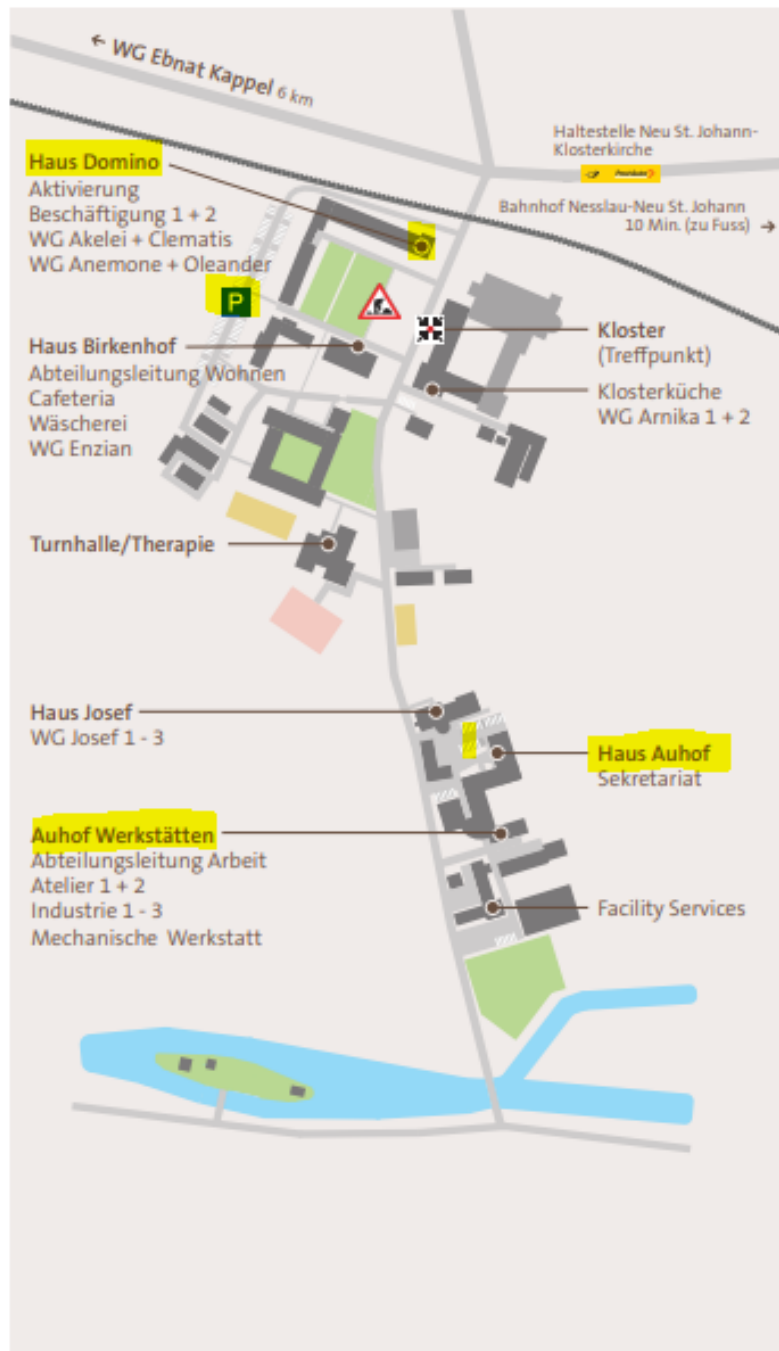 ← WG Ebnat Kappel 6 km
Haltestelle Neu St. Johann-
Klosterkirche
PostAuto
Bahnhof Nesslau-Neu St. Johann
10 Min. (zu Fuss) →
Haus Domino
Aktivierung
Beschäftigung 1 + 2
WG Akelei + Clematis
WG Anemone + Oleander
P
Haus Birkenhof
Abteilungsleitung Wohnen
Cafeteria
Wäscherei
WG Enzian
Kloster
(Treffpunkt)
Klosterküche
WG Arnika 1 + 2
Turnhalle/Therapie
Haus Josef
WG Josef 1 - 3
Haus Auhof
Sekretariat
Auhof Werkstätten
Abteilungsleitung Arbeit
Atelier 1 + 2
Industrie 1 - 3
Mechanische Werkstatt
Facility Services